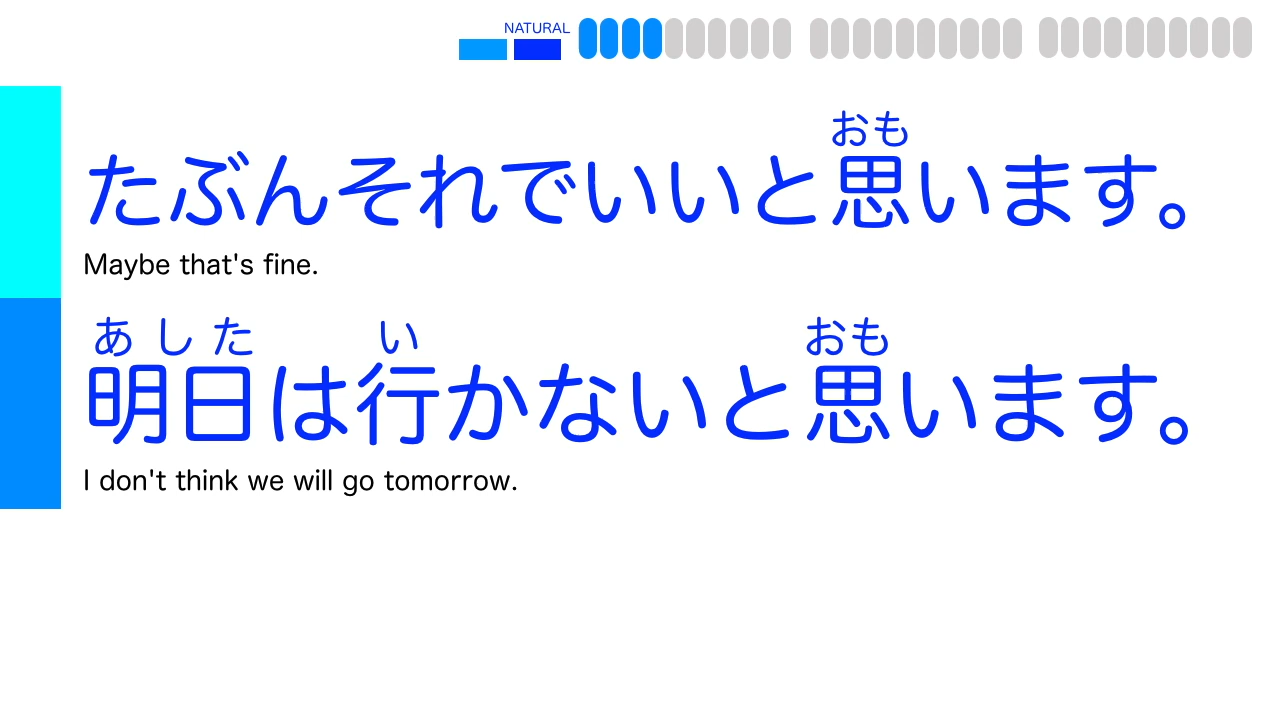 NATURAL
おも
たぶんそれでいいと思います。
Maybe that's fine.
あした い おも
明日は行かないと思います。
I don't think we will go tomorrow.